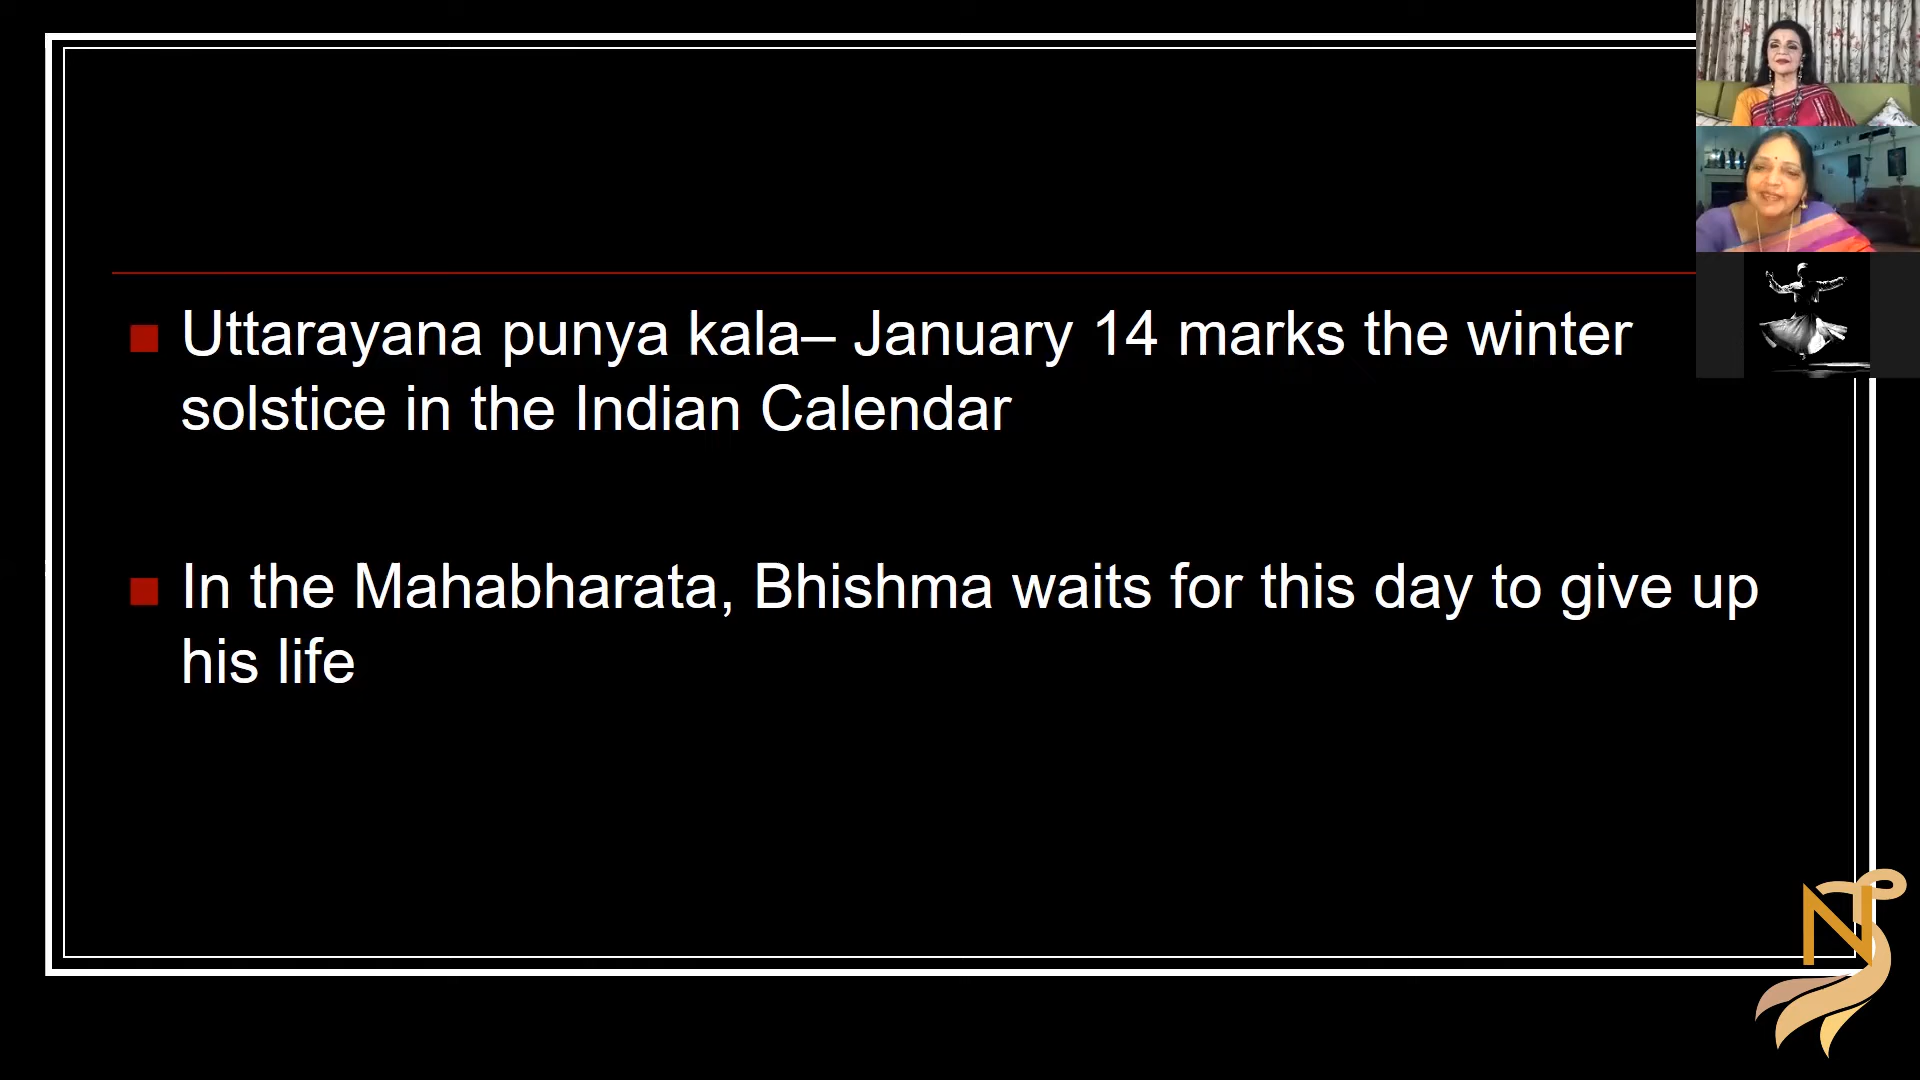 Uttarayana punya kala– January 14 marks the winter
solstice in the Indian Calendar
In the Mahabharata, Bhishma waits for this day to give up
his life
N